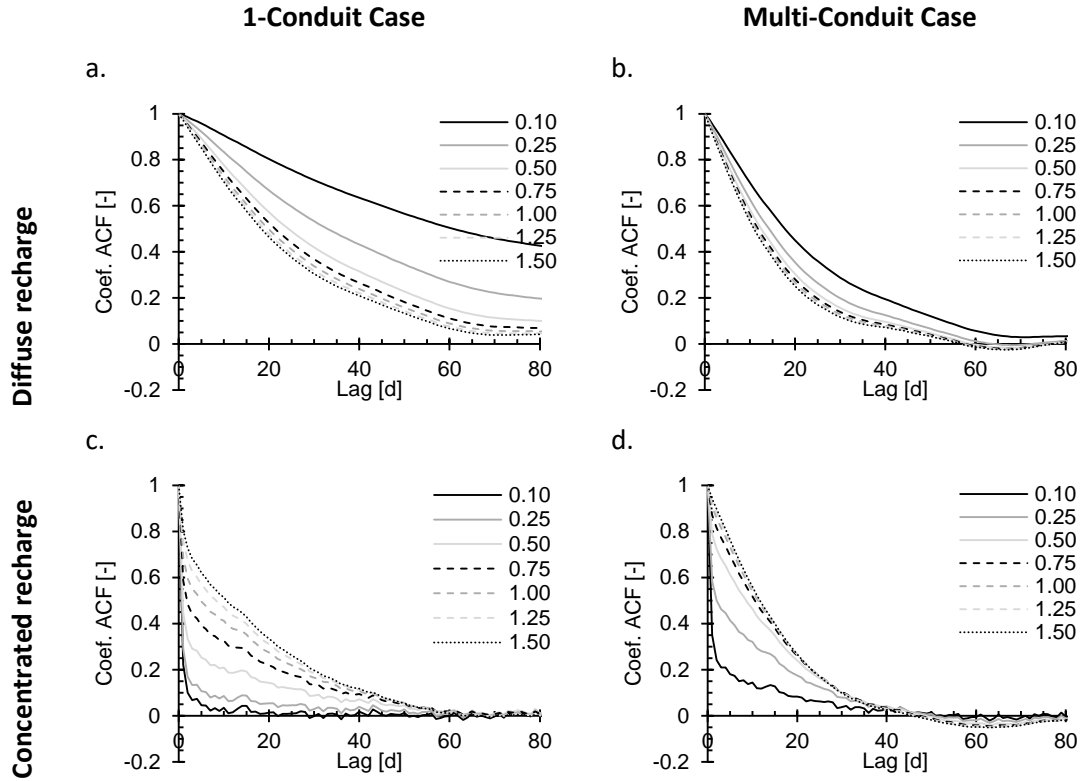 1-Conduit Case
Multi-Conduit Case
Diffuse recharge
a.
Coef. ACF [-]
1
0.8
0.6
0.4
0.2
0
-0.2
0 20 40 60 80
Lag [d]
0.10
0.25
0.50
0.75
1.00
1.25
1.50
b.
Coef. ACF [-]
1
0.8
0.6
0.4
0.2
0
-0.2
0 20 40 60 80
Lag [d]
0.10
0.25
0.50
0.75
1.00
1.25
1.50
Concentrated recharge
c.
Coef. ACF [-]
1
0.8
0.6
0.4
0.2
0
-0.2
0 20 40 60 80
Lag [d]
0.10
0.25
0.50
0.75
1.00
1.25
1.50
d.
Coef. ACF [-]
1
0.8
0.6
0.4
0.2
0
-0.2
0 20 40 60 80
Lag [d]
0.10
0.25
0.50
0.75
1.00
1.25
1.50